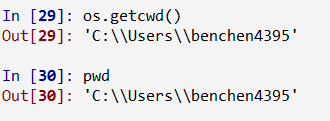 In [29]: os.getcwd()
Out[29]: 'C:\\Users\\benchen4395'
In [30]: pwd
Out[30]: 'C:\\Users\\benchen4395'